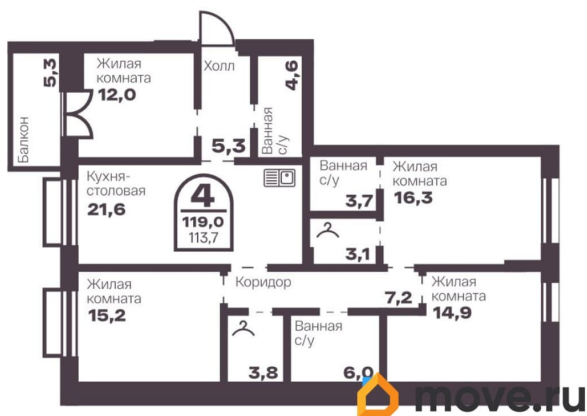 Балкон
5,3
Жилая
комната
12,0
Холл
5,3
Ванная
с/у
4,6
Кухня-
столовая
21,6
4
119,0
113,7
Ванная
с/у
3,7
3,1
Жилая
комната
16,3
Жилая
комната
15,2
Коридор
7,2
Жилая
комната
14,9
3,8
Ванная
с/у
6,0
move.ru